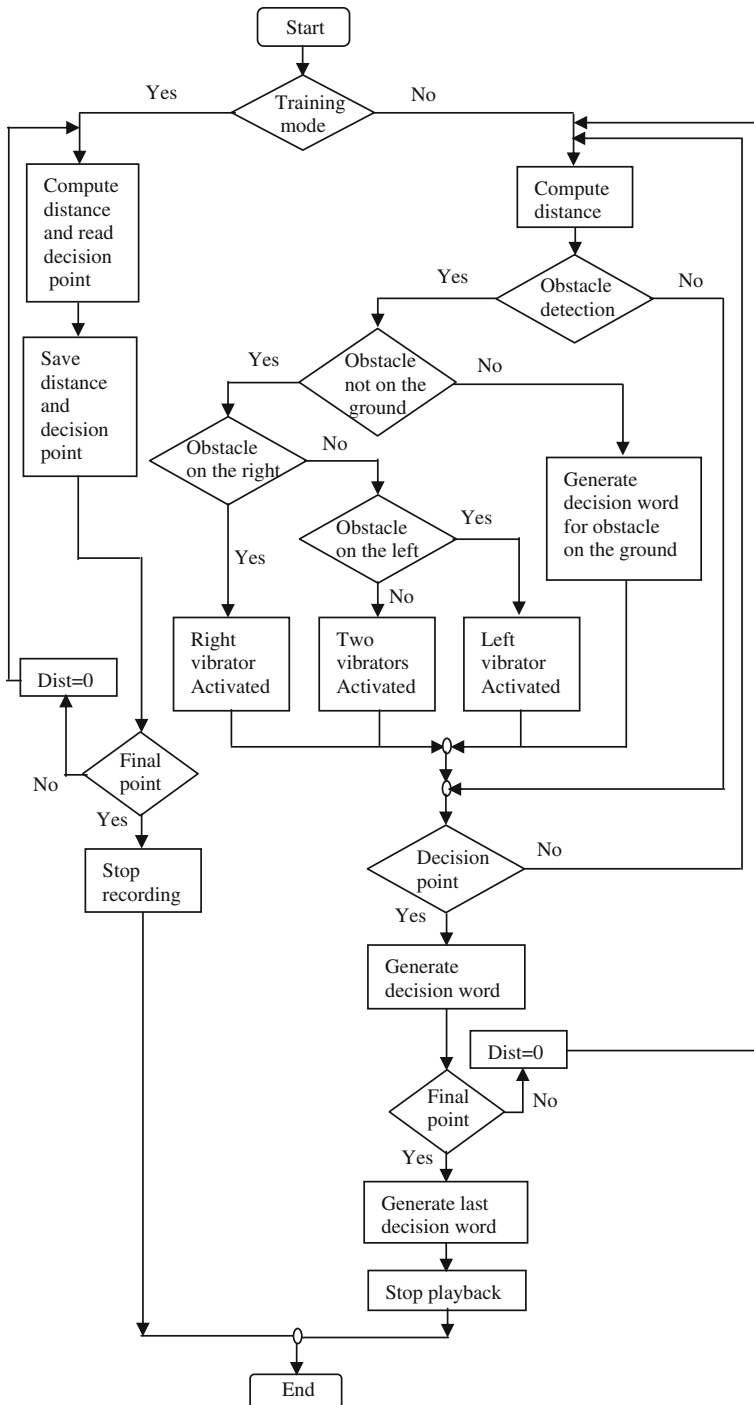 Start
Yes
Training
mode
No
Compute
distance
and read
decision
point
Compute
distance
Yes
Obstacle
detection
No
Save
distance
and
decision
point
Yes
Obstacle
not on the
ground
No
Obstacle
on the right
No
Generate
decision word
for obstacle
on the ground
Yes
Obstacle
on the left
Yes
No
Right
vibrator
Activated
Two
vibrators
Activated
Left
vibrator
Activated
Dist=0
No
Final
point
Yes
Stop
recording
Decision
point
No
Yes
Generate
decision word
Dist=0
Final
point
No
Yes
Generate last
decision word
Stop playback
End